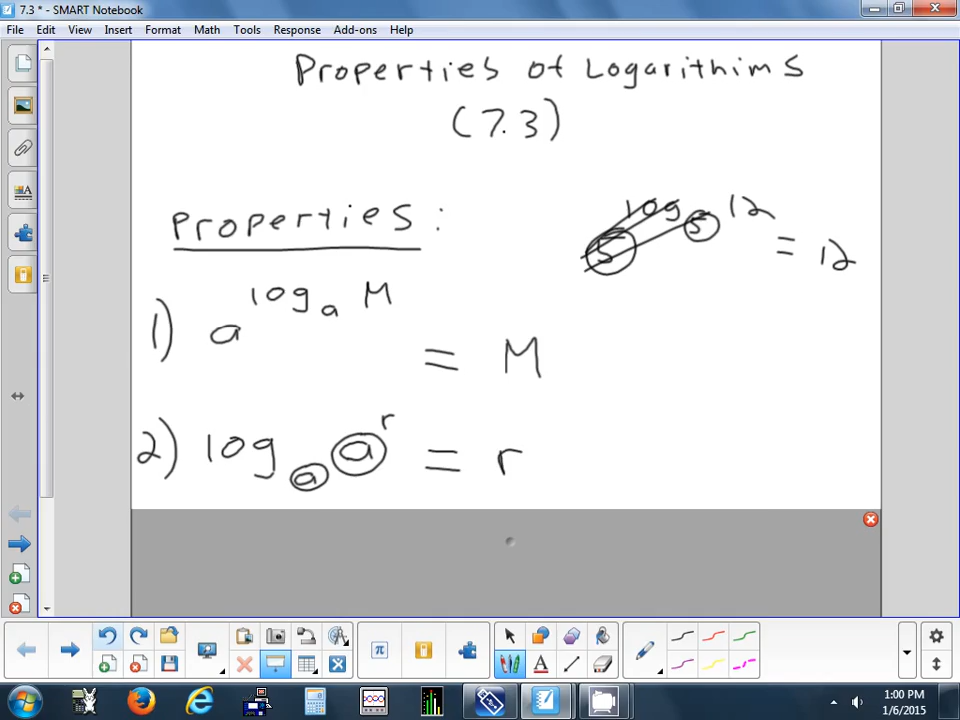 7.3 * - SMART Notebook
File Edit View Insert Format Math Tools Response Add-ons Help
Properties of Logarithims
(7.3)
Properties:
5^{log_5 12} = 12
1) a^{log_a M} = M
2) log_a a^r = r
1:00 PM
1/6/2015